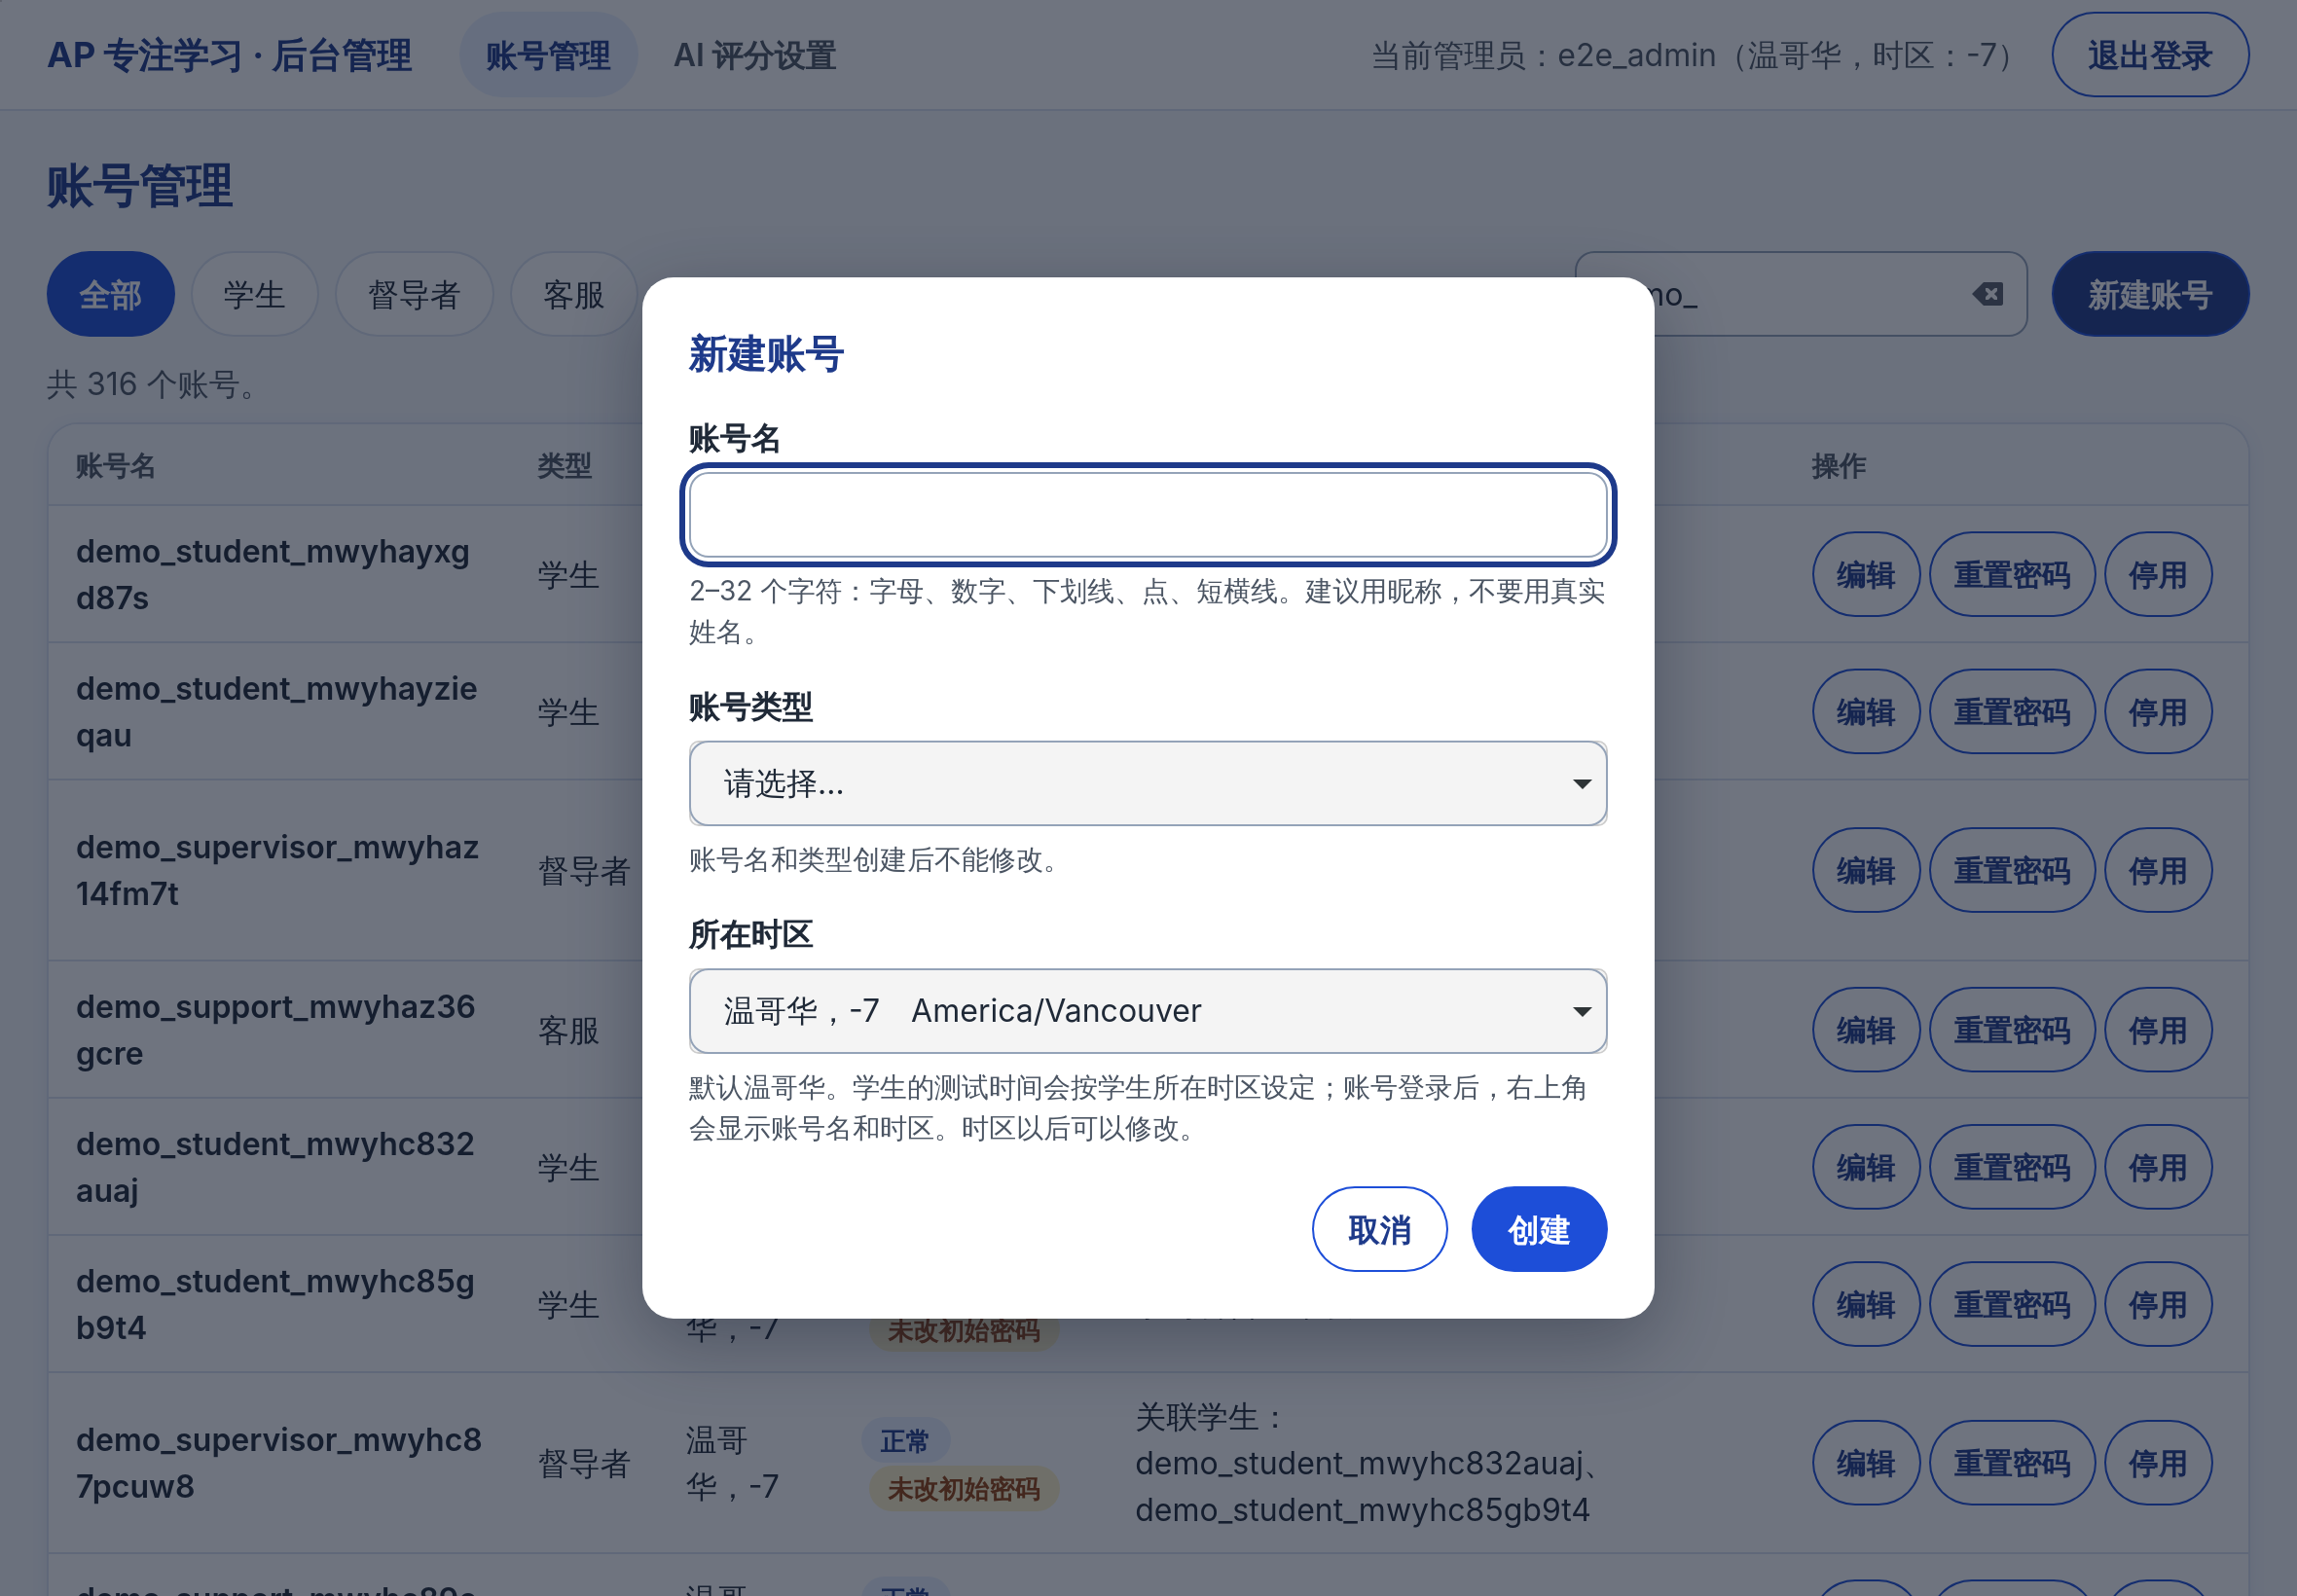 AP 专注学习 · 后台管理
账号管理
AI 评分设置
当前管理员：e2e_admin（温哥华，时区：-7）
退出登录
账号管理
全部
学生
督导者
客服
mo_
新建账号
共 316 个账号。
账号名
类型
操作
demo_student_mwyhayxg
d87s
学生
编辑
重置密码
停用
demo_student_mwyhayzie
qau
学生
编辑
重置密码
停用
demo_supervisor_mwyhaz
14fm7t
督导者
编辑
重置密码
停用
demo_support_mwyhaz36
gcre
客服
编辑
重置密码
停用
demo_student_mwyhc832
auaj
学生
编辑
重置密码
停用
demo_student_mwyhc85g
b9t4
学生
华，-7
未改初始密码
编辑
重置密码
停用
demo_supervisor_mwyhc8
7pcuw8
督导者
温哥
华，-7
正常
未改初始密码
关联学生：
demo_student_mwyhc832auaj、
demo_student_mwyhc85gb9t4
编辑
重置密码
停用
温哥
正常
新建账号
账号名
2–32 个字符：字母、数字、下划线、点、短横线。建议用昵称，不要用真实
姓名。
账号类型
请选择...
账号名和类型创建后不能修改。
所在时区
温哥华，-7　America/Vancouver
默认温哥华。学生的测试时间会按学生所在时区设定；账号登录后，右上角
会显示账号名和时区。时区以后可以修改。
取消
创建